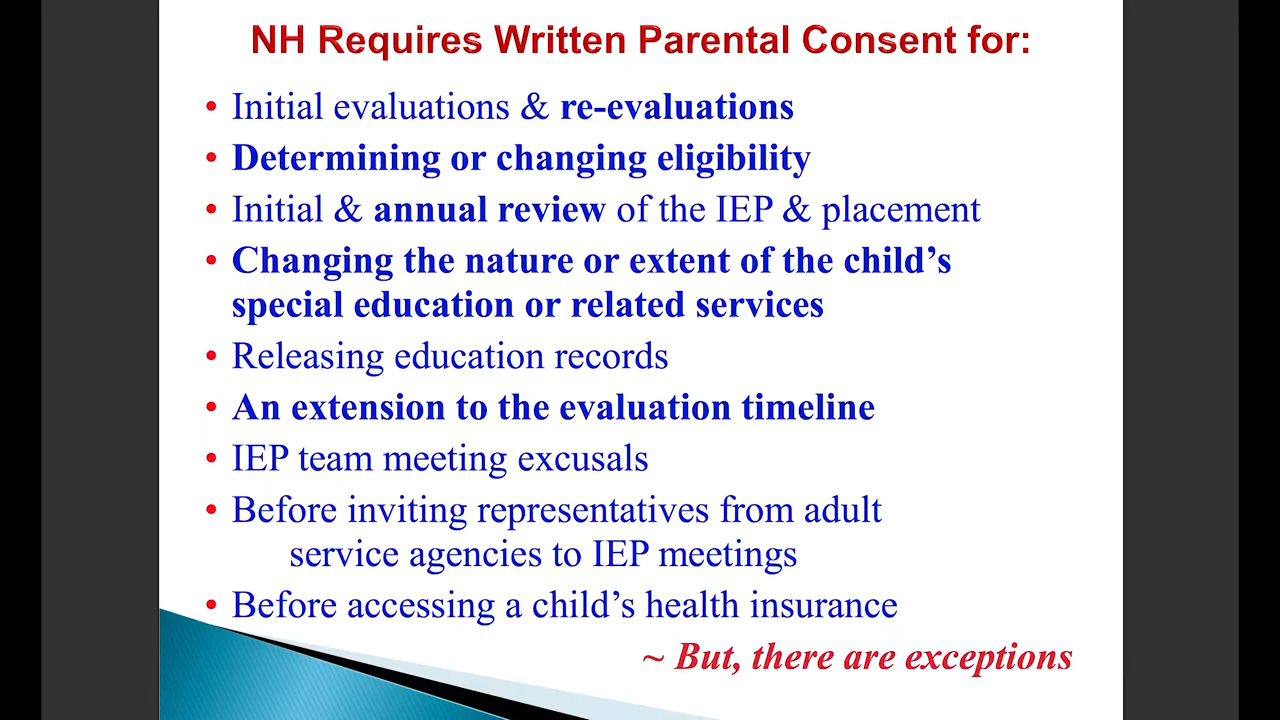 NH Requires Written Parental Consent for:
• Initial evaluations & re-evaluations
• Determining or changing eligibility
• Initial & annual review of the IEP & placement
• Changing the nature or extent of the child’s
special education or related services
• Releasing education records
• An extension to the evaluation timeline
• IEP team meeting excusals
• Before inviting representatives from adult
service agencies to IEP meetings
• Before accessing a child’s health insurance
~ But, there are exceptions